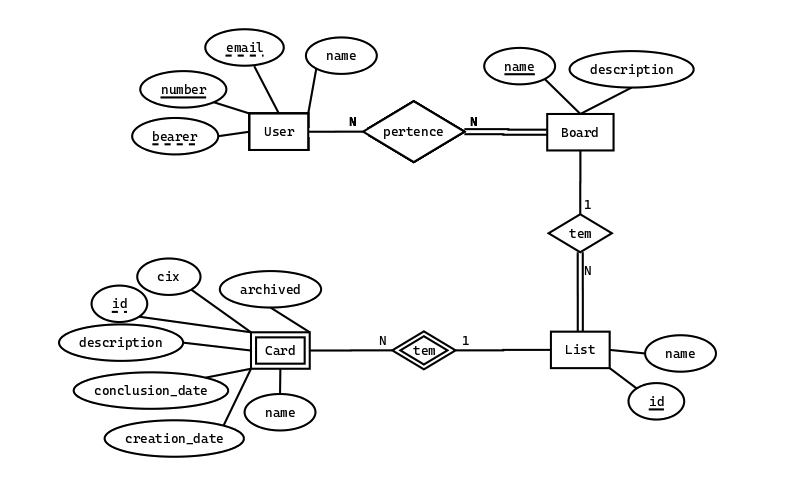 email
name
name
description
number
bearer
User
N
pertence
N
Board
1
tem
N
cix
archived
id
description
Card
N
tem
1
List
name
conclusion_date
name
id
creation_date